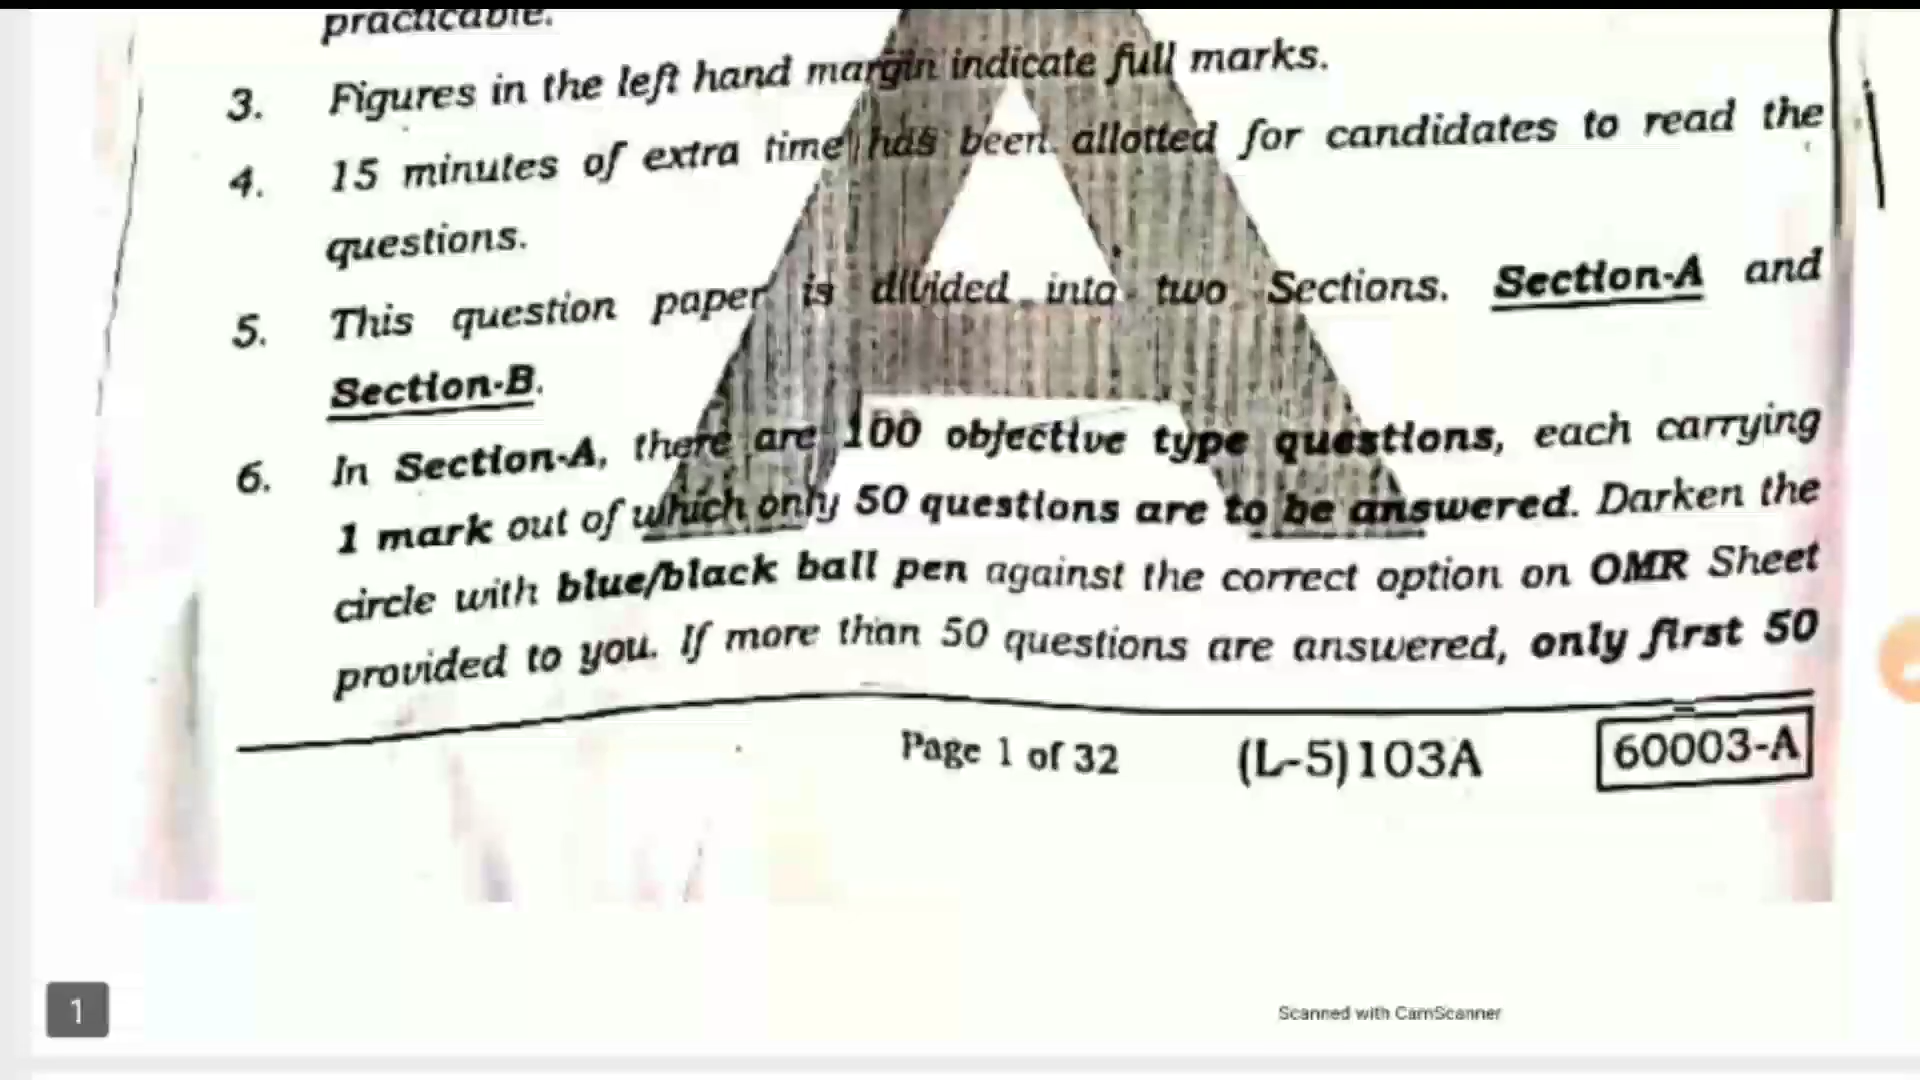 practicable.
3. Figures in the left hand margin indicate full marks.
4. 15 minutes of extra time has been allotted for candidates to read the
questions.
5. This question paper is divided into two Sections. Section-A and
Section-B.
6. In Section-A, there are 100 objective type questions, each carrying
1 mark out of which only 50 questions are to be answered. Darken the
circle with blue/black ball pen against the correct option on OMR Sheet
provided to you. If more than 50 questions are answered, only first 50
Page 1 of 32 (L-5)103A 60003-A
1
Scanned with CamScanner